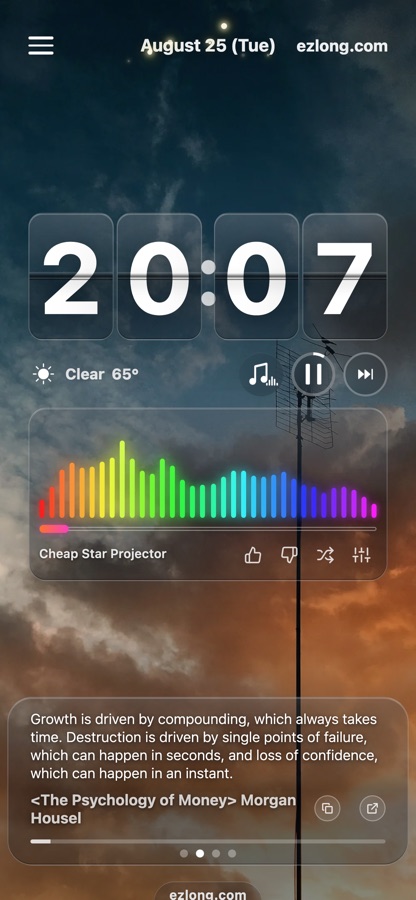 August 25 (Tue) ezlong.com
20:07
Clear 65°
Cheap Star Projector
Growth is driven by compounding, which always takes
time. Destruction is driven by single points of failure,
which can happen in seconds, and loss of confidence,
which can happen in an instant.
<The Psychology of Money> Morgan
Housel
ezlong.com